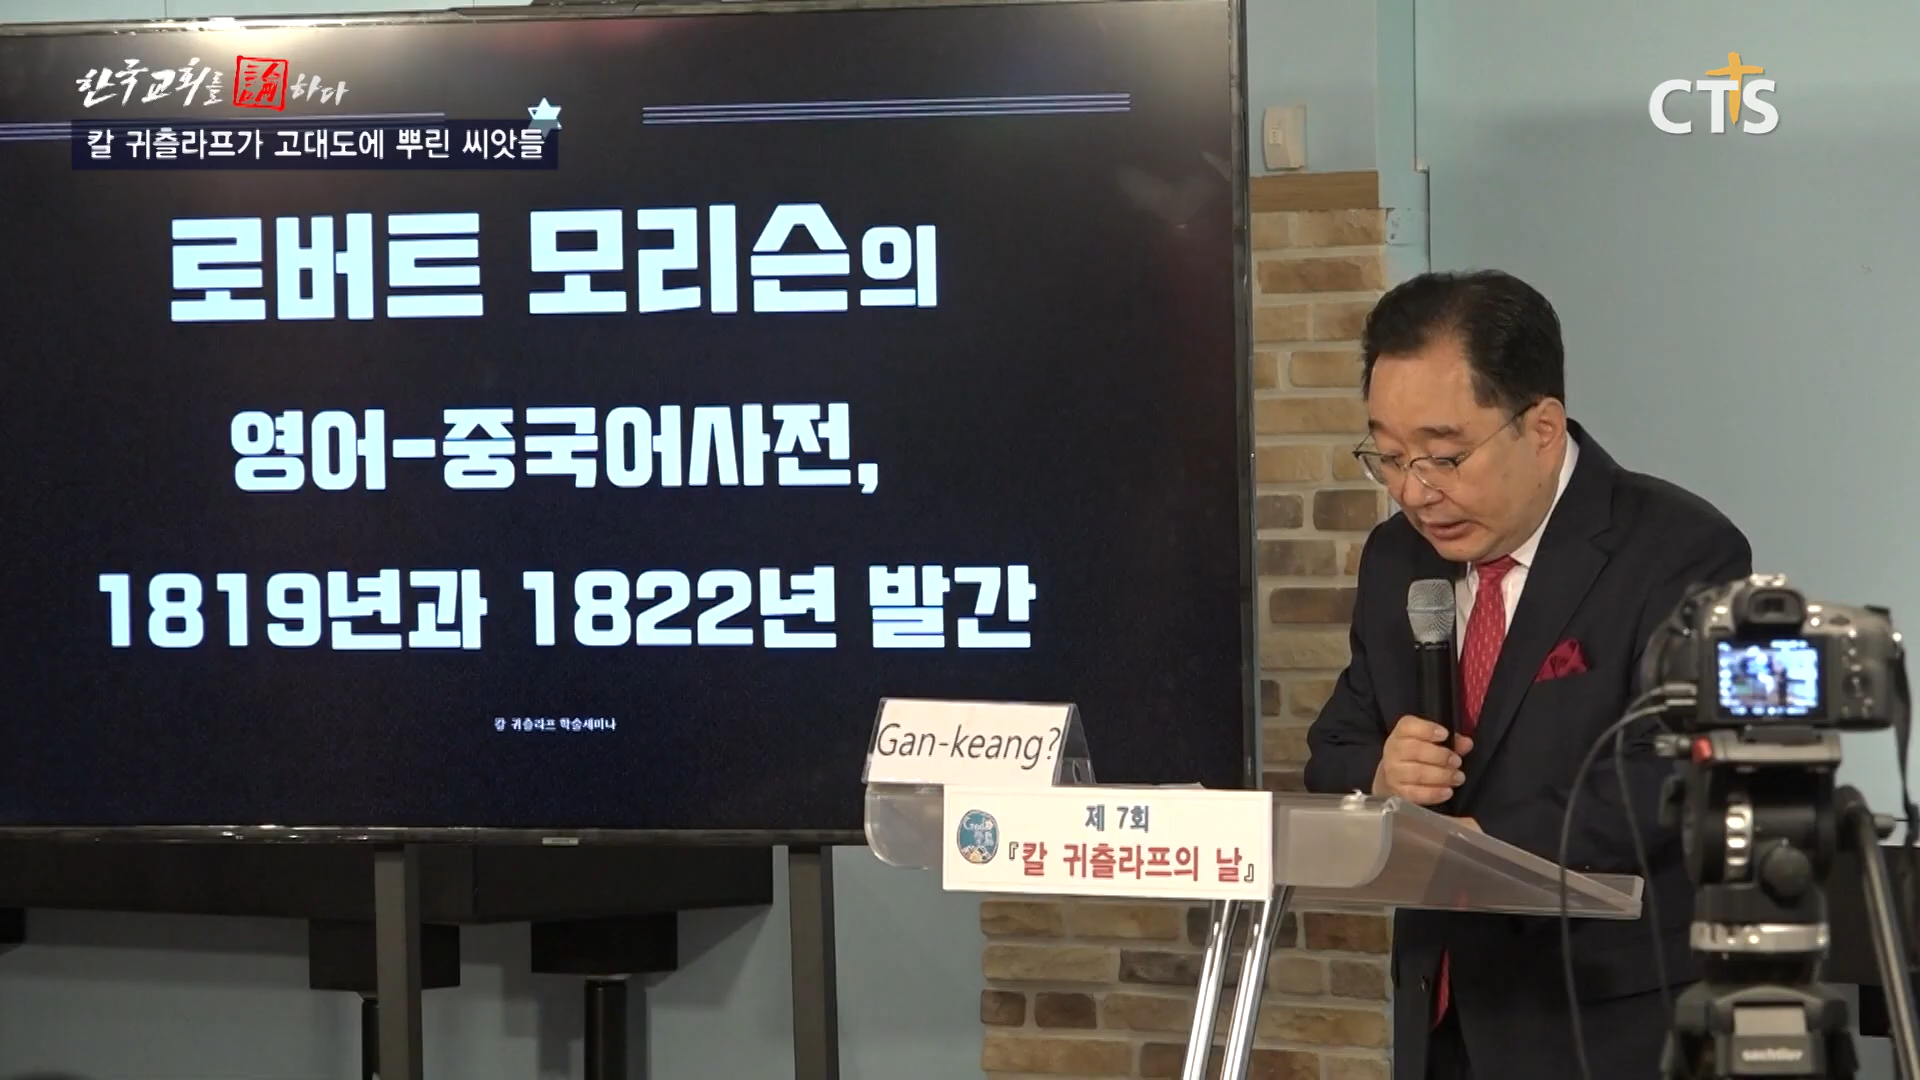 한국교회를 論하다
칼 귀츨라프가 고대도에 뿌린 씨앗들
CTS
로버트 모리슨의
영어-중국어사전,
1819년과 1822년 발간
칼 귀츨라프 학술세미나
Gan-keang?
제 7회
『칼 귀츨라프의 날』